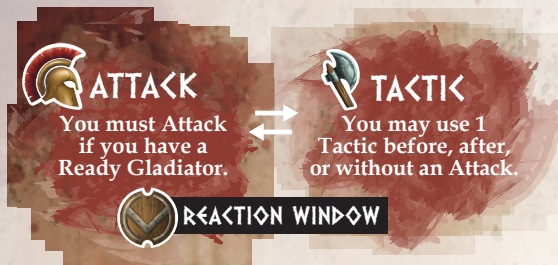 ATTACK
You must Attack
if you have a
Ready Gladiator.
TACTIC
You may use 1
Tactic before, after,
or without an Attack.
REACTION WINDOW